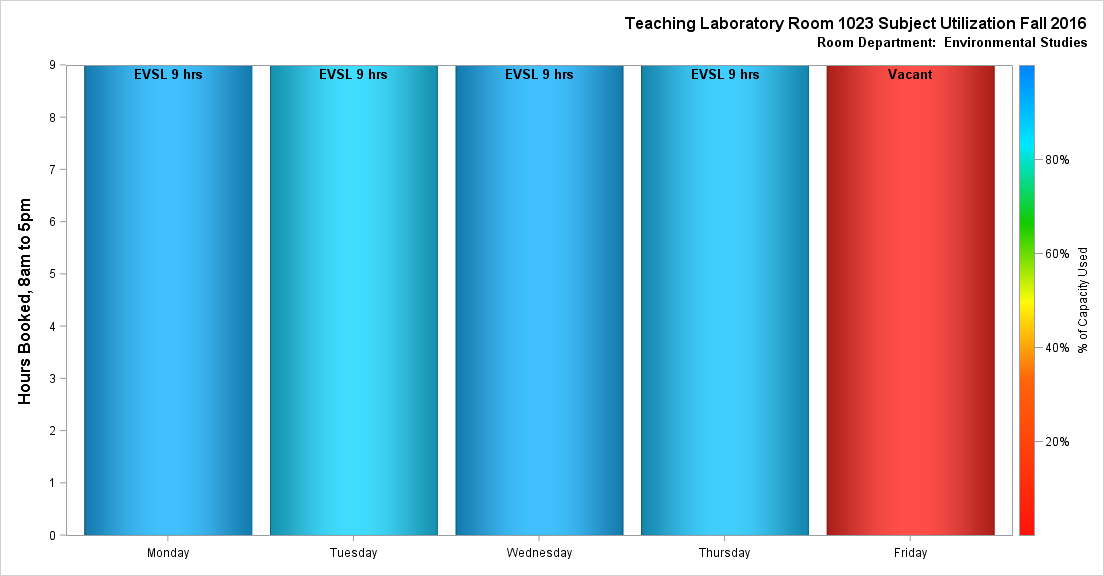 Teaching Laboratory Room 1023 Subject Utilization Fall 2016
Room Department:  Environmental Studies
Hours Booked, 8am to 5pm
9
8
7
6
5
4
3
2
1
0
EVSL 9 hrs
EVSL 9 hrs
EVSL 9 hrs
EVSL 9 hrs
Vacant
Monday
Tuesday
Wednesday
Thursday
Friday
80%
60%
40%
20%
% of Capacity Used